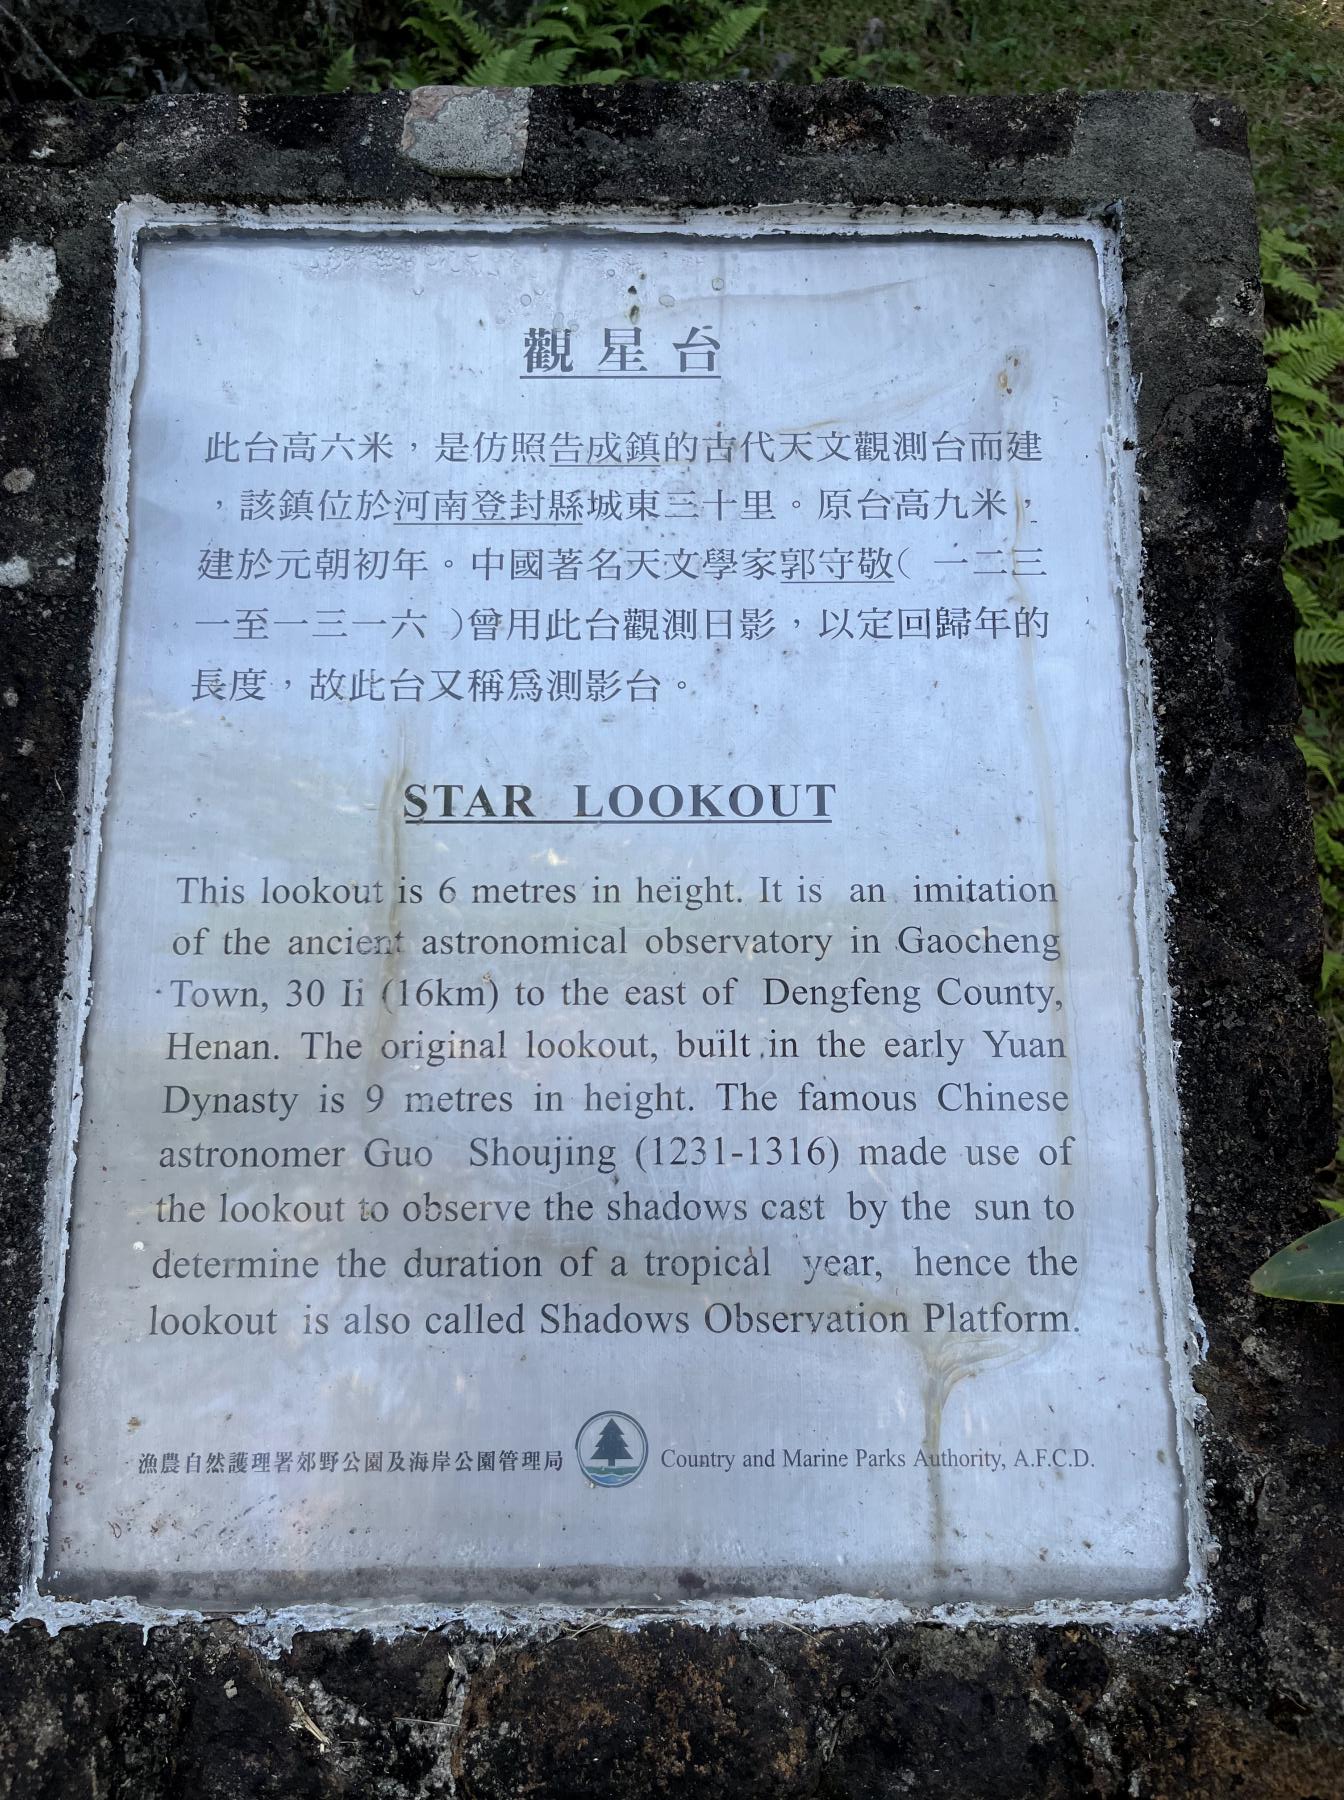 觀星台
此台高六米，是仿照告成鎮的古代天文觀測台而建
，該鎮位於河南登封縣城東三十里。原台高九米，
建於元朝初年。中國著名天文學家郭守敬（一二三
一至一三一六）曾用此台觀測日影，以定回歸年的
長度，故此台又稱爲測影台。
STAR LOOKOUT
This lookout is 6 metres in height. It is an imitation
of the ancient astronomical observatory in Gaocheng
Town, 30 Ii (16km) to the east of Dengfeng County,
Henan. The original lookout, built in the early Yuan
Dynasty is 9 metres in height. The famous Chinese
astronomer Guo Shoujing (1231-1316) made use of
the lookout to observe the shadows cast by the sun to
determine the duration of a tropical year, hence the
lookout is also called Shadows Observation Platform.
漁農自然護理署郊野公園及海岸公園管理局 Country and Marine Parks Authority, A.F.C.D.